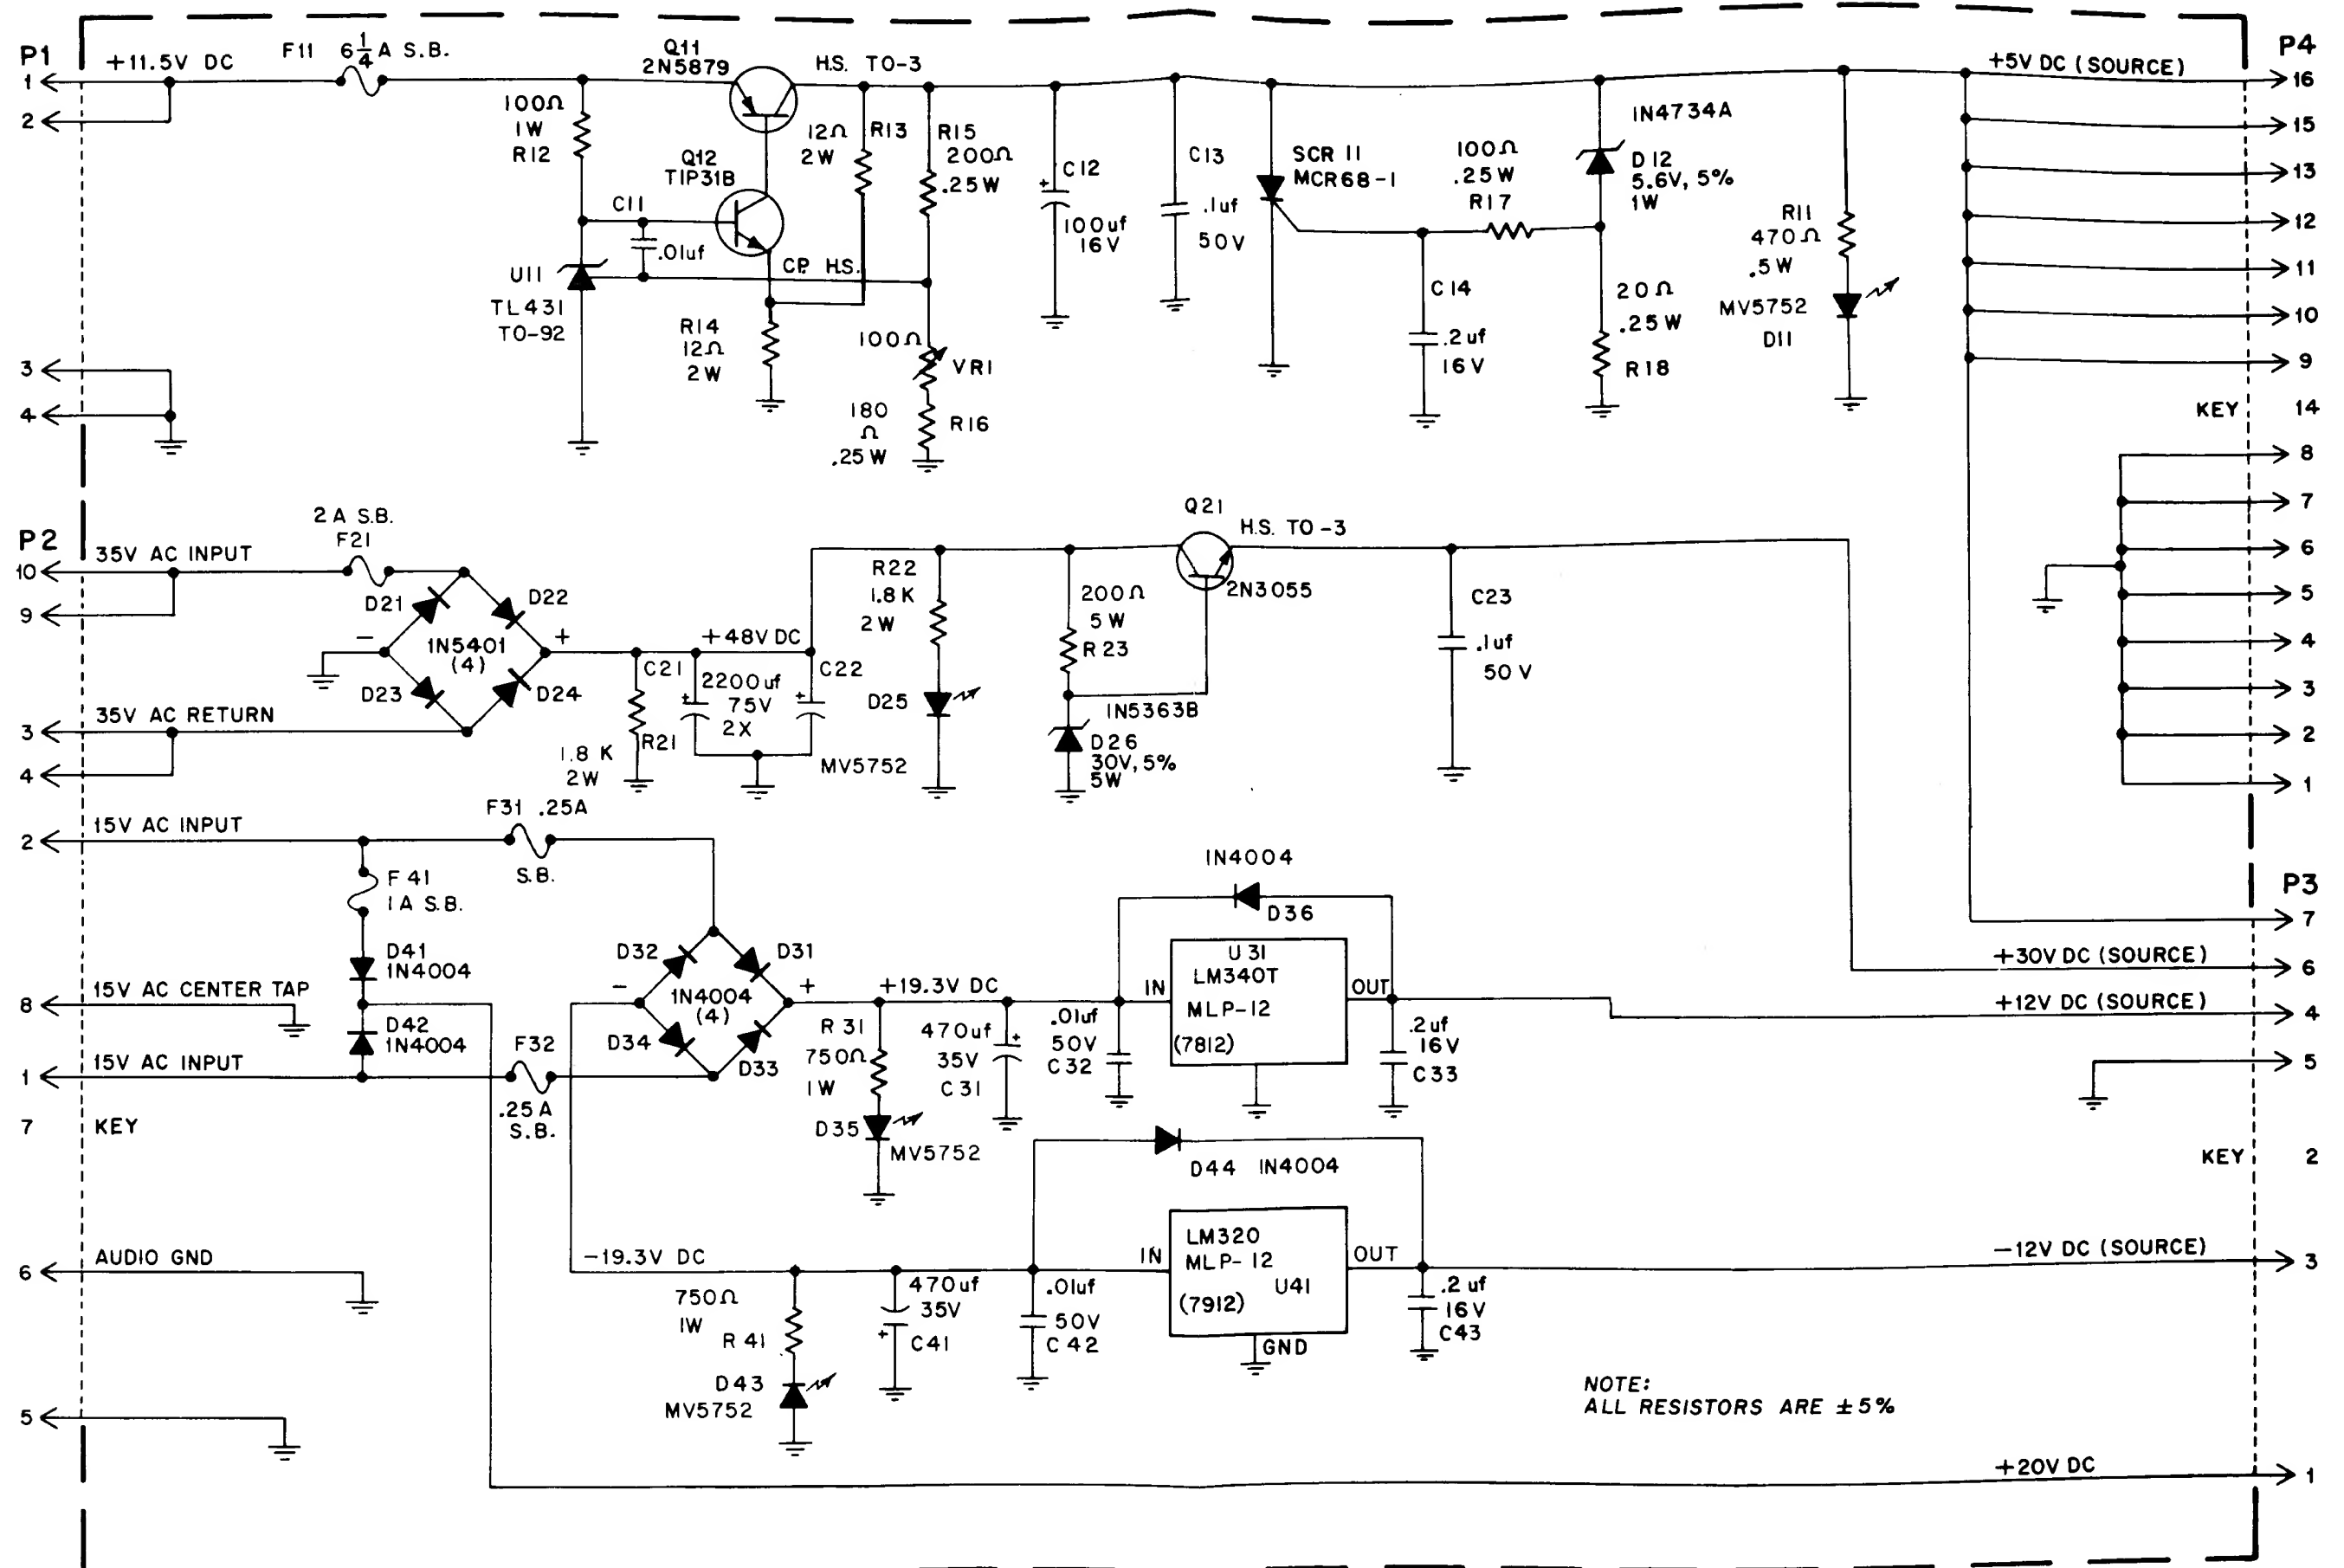 P1
1
2
3
4
+11.5V DC
F11 6 1/4 A S.B.
100Ω
1W
R12
Q11
2N5879
H.S. TO-3
Q12
TIP31B
C11
.01uf
U11
TL431
TO-92
C.P. H.S.
R14
12Ω
2W
12Ω
2W
R13
R15
200Ω
.25W
100Ω
VR1
180
Ω
.25W
R16
C12
100uf
16V
C13
.1uf
50V
SCR 11
MCR68-1
100Ω
.25W
R17
C14
.2uf
16V
1N4734A
D12
5.6V, 5%
1W
20Ω
.25W
R18
R11
470Ω
.5W
MV5752
D11
+5V DC (SOURCE)
P4
16
15
13
12
11
10
9
KEY 14
8
7
6
5
4
3
2
1
P2
10
9
3
4
35V AC INPUT
2A S.B.
F21
D21
D22
1N5401
(4)
D23
D24
-
+
35V AC RETURN
+48V DC
C21
2200uf
75V
2X
C22
1.8K
2W
R21
R22
1.8K
2W
D25
MV5752
200Ω
5W
R23
1N5363B
D26
30V, 5%
5W
Q21
H.S. TO-3
2N3055
C23
.1uf
50V
2
15V AC INPUT
F31 .25A
S.B.
F41
1A S.B.
D41
1N4004
8
15V AC CENTER TAP
D42
1N4004
1
15V AC INPUT
F32
.25A
S.B.
7 KEY
D32
D31
1N4004
(4)
D34
D33
-
+
+19.3V DC
R31
750Ω
1W
D35
MV5752
470uf
35V
C31
.01uf
50V
C32
1N4004
D36
IN
U31
LM340T
MLP-12
(7812)
OUT
.2uf
16V
C33
P3
7
+30V DC (SOURCE)
6
+12V DC (SOURCE)
4
5
KEY 2
D44 1N4004
6
AUDIO GND
-19.3V DC
750Ω
1W
R41
D43
MV5752
470uf
35V
+
C41
.01uf
50V
C42
IN
LM320
MLP-12
U41
(7912)
OUT
GND
.2uf
16V
C43
-12V DC (SOURCE)
3
5
NOTE:
ALL RESISTORS ARE ±5%
+20V DC
1